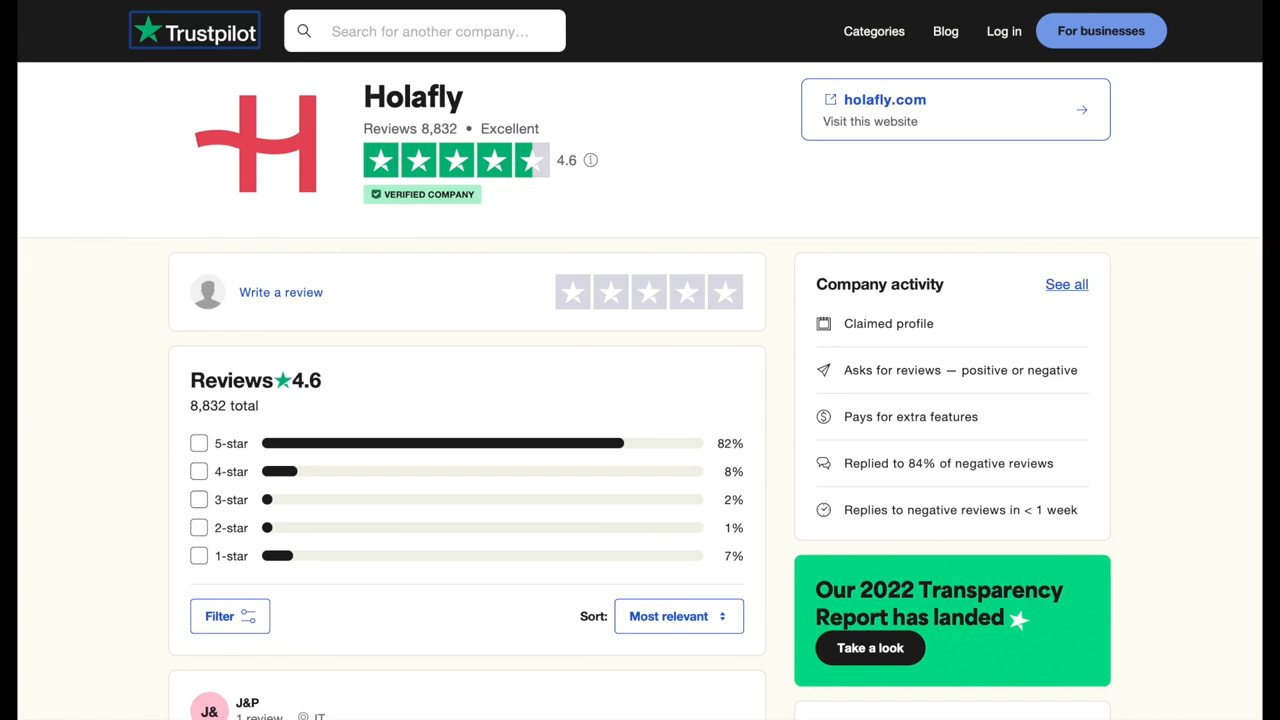 Trustpilot
Search for another company...
Categories
Blog
Log in
For businesses
Holafly
Reviews 8,832 • Excellent
4.6
VERIFIED COMPANY
holafly.com
Visit this website
Write a review
Reviews★4.6
8,832 total
5-star 82%
4-star 8%
3-star 2%
2-star 1%
1-star 7%
Filter
Sort: Most relevant
J&
J&P
1 review IT
Company activity
See all
Claimed profile
Asks for reviews — positive or negative
Pays for extra features
Replied to 84% of negative reviews
Replies to negative reviews in < 1 week
Our 2022 Transparency
Report has landed
Take a look